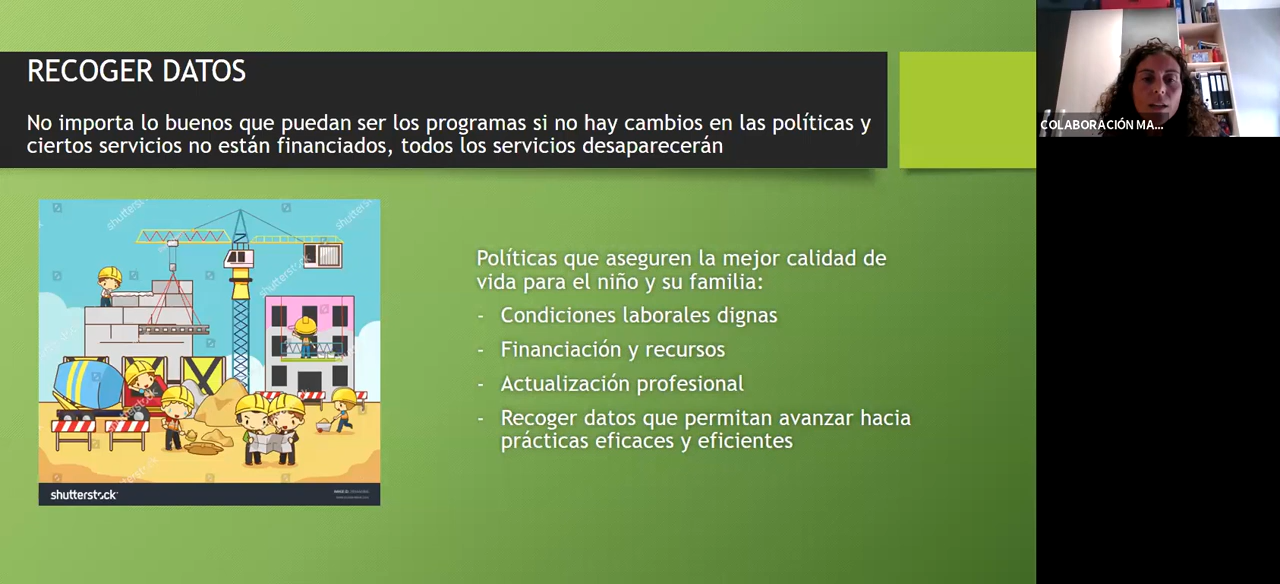 RECOGER DATOS
No importa lo buenos que puedan ser los programas si no hay cambios en las políticas y
ciertos servicios no están financiados, todos los servicios desaparecerán
COLABORACIÓN MA...
Políticas que aseguren la mejor calidad de
vida para el niño y su familia:
- Condiciones laborales dignas
- Financiación y recursos
- Actualización profesional
- Recoger datos que permitan avanzar hacia
prácticas eficaces y eficientes
shutterstock